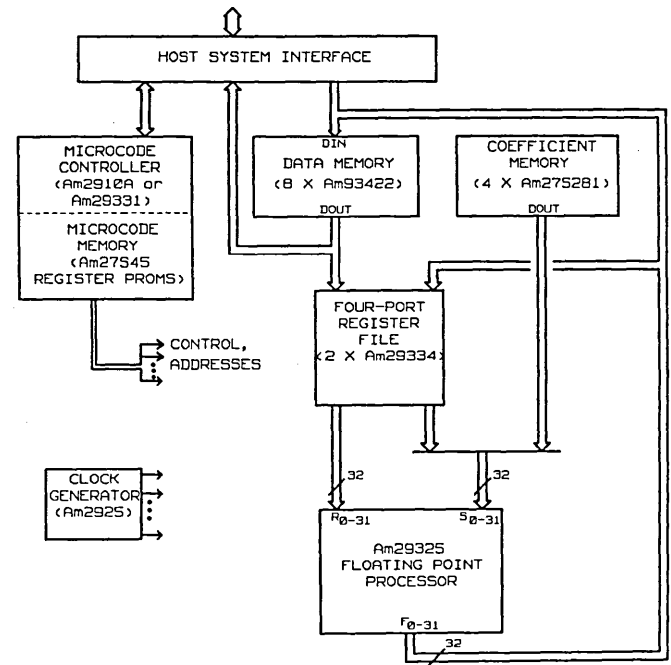 HOST SYSTEM INTERFACE
MICROCODE
CONTROLLER
(Am2910A or
Am29331)
MICROCODE
MEMORY
(Am27S45
REGISTER PROMS)
DIN
DATA MEMORY
(8 X Am93422)
DOUT
COEFFICIENT
MEMORY
(4 X Am27S281)
DOUT
FOUR-PORT
REGISTER
FILE
(2 X Am29334)
CONTROL,
ADDRESSES
CLOCK
GENERATOR
(Am2925)
32
32
R0-31
S0-31
Am29325
FLOATING POINT
PROCESSOR
F0-31
32